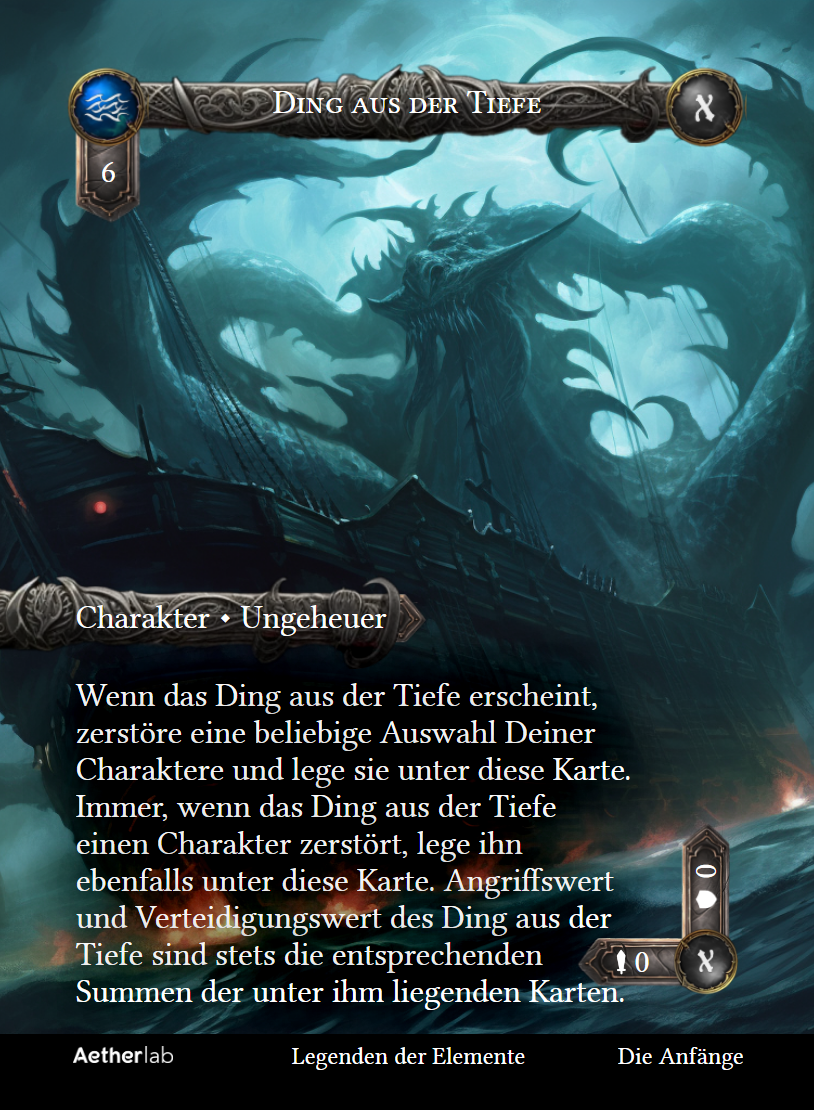 Ding aus der Tiefe
6
Charakter • Ungeheuer
Wenn das Ding aus der Tiefe erscheint,
zerstöre eine beliebige Auswahl Deiner
Charaktere und lege sie unter diese Karte.
Immer, wenn das Ding aus der Tiefe
einen Charakter zerstört, lege ihn
ebenfalls unter diese Karte. Angriffswert
und Verteidigungswert des Ding aus der
Tiefe sind stets die entsprechenden
Summen der unter ihm liegenden Karten.
0
0
Aetherlab
Legenden der Elemente
Die Anfänge